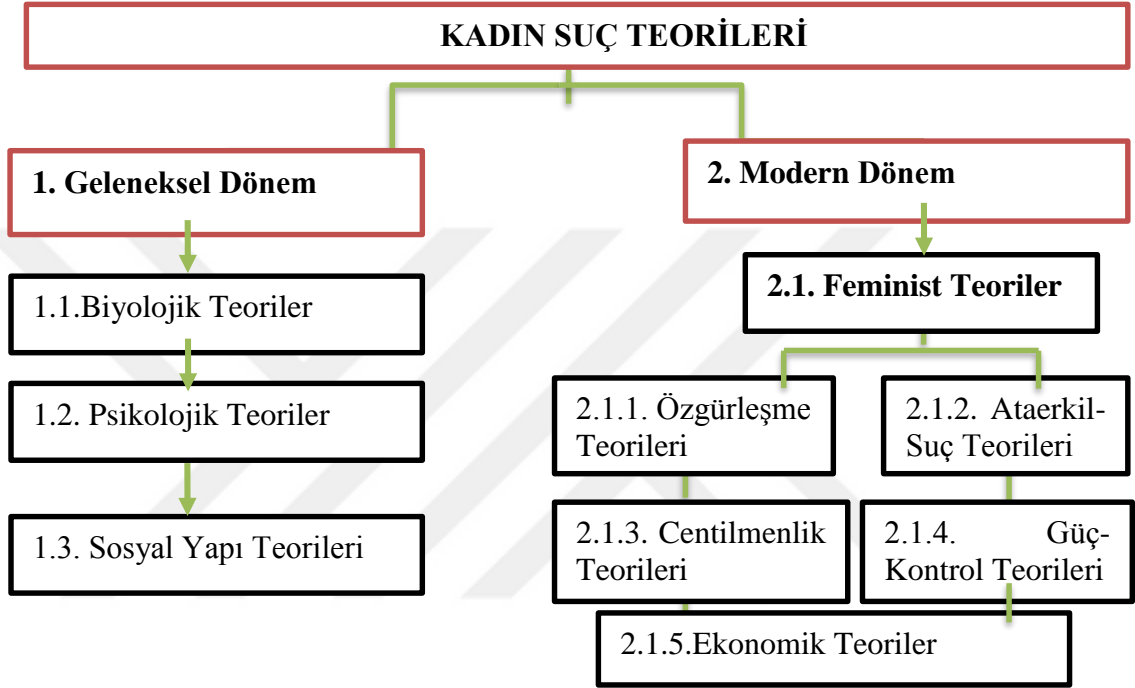 KADIN SUÇ TEORİLERİ
1. Geleneksel Dönem
1.1.Biyolojik Teoriler
1.2. Psikolojik Teoriler
1.3. Sosyal Yapı Teorileri
2. Modern Dönem
2.1. Feminist Teoriler
2.1.1. Özgürleşme
Teorileri
2.1.2. Ataerkil-
Suç Teorileri
2.1.3. Centilmenlik
Teorileri
2.1.4. Güç-
Kontrol Teorileri
2.1.5.Ekonomik Teoriler